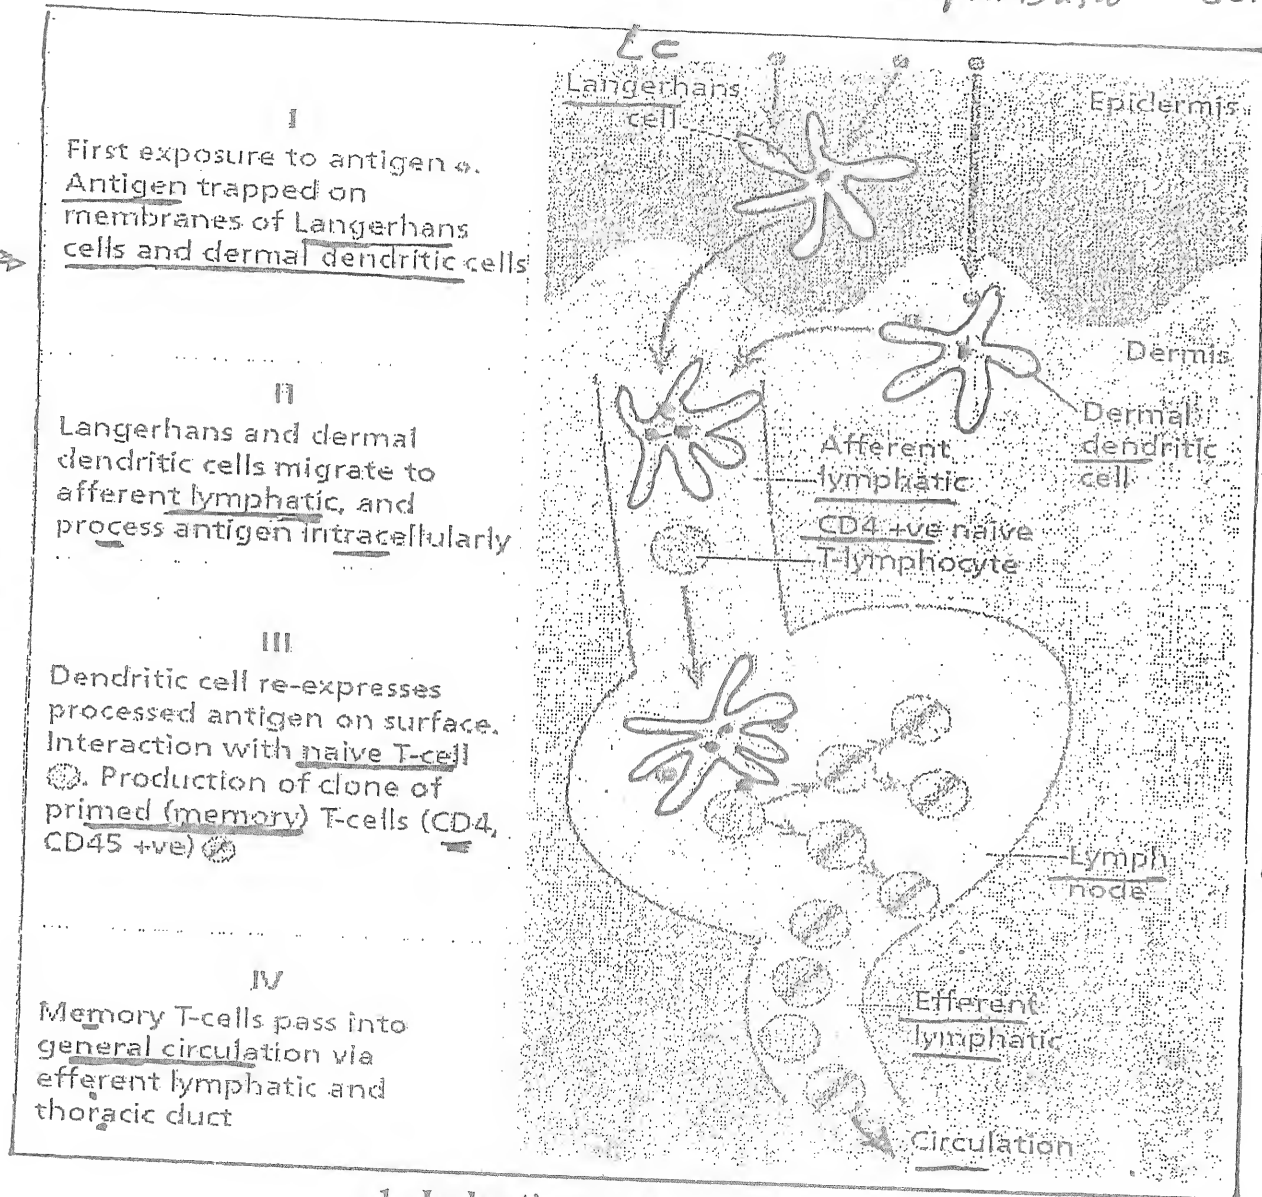 LC
I
First exposure to antigen
Antigen trapped on
membranes of Langerhans
cells and dermal dendritic cells
II
Langerhans and dermal
dendritic cells migrate to
afferent lymphatic, and
process antigen intracellularly
III
Dendritic cell re-expresses
processed antigen on surface.
Interaction with naive T-cell
. Production of clone of
primed (memory) T-cells (CD4,
CD45 +ve)
IV
Memory T-cells pass into
general circulation via
efferent lymphatic and
thoracic duct
Langerhans
cell
Epidermis
Dermis
Dermal
dendritic
cell
Afferent
lymphatic
CD4 +ve naive
T-lymphocyte
Lymph
node
Efferent
lymphatic
Circulation